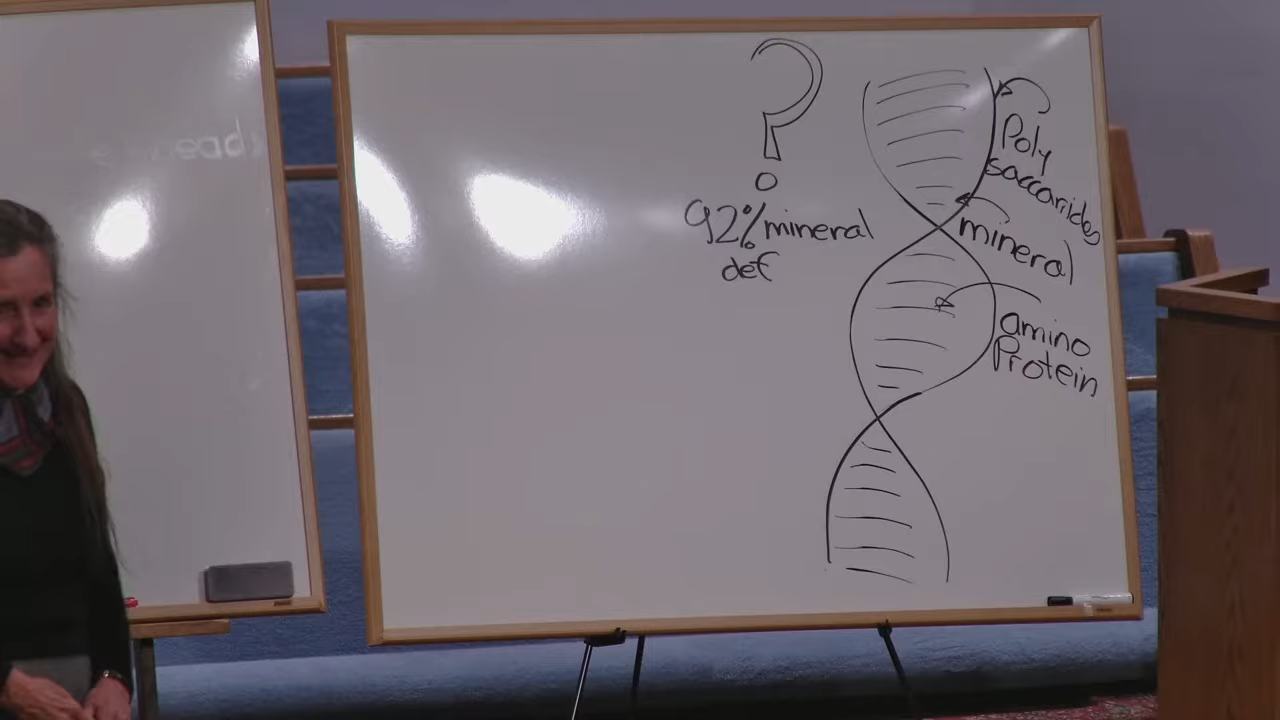 ?
92% mineral
def
Poly
saccarides
mineral
amino
Protein